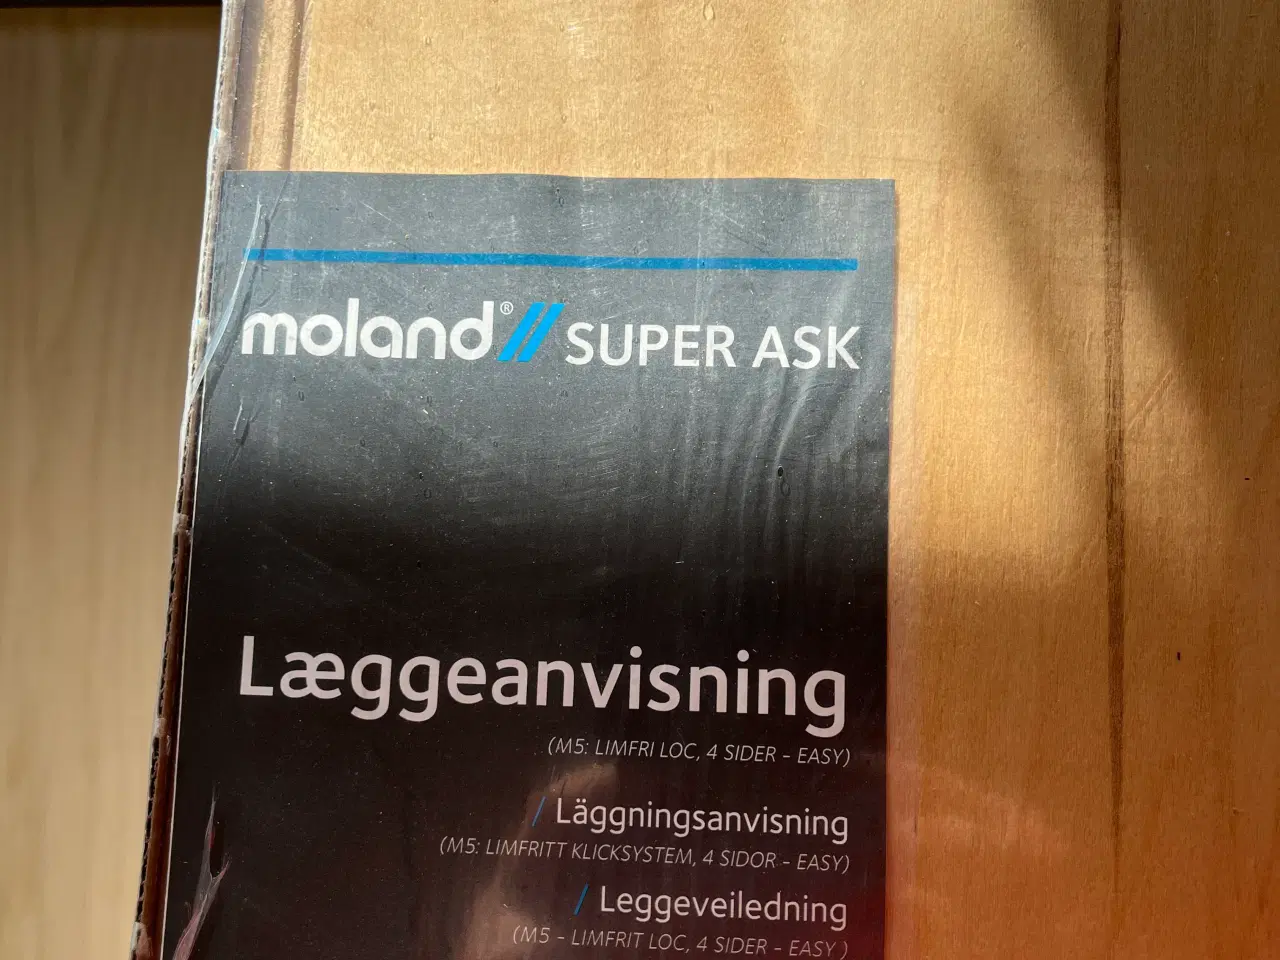 moland® // SUPER ASK
Læggeanvisning
(M5: LIMFRI LOC, 4 SIDER - EASY)
/ Läggningsanvisning
(M5: LIMFRITT KLICKSYSTEM, 4 SIDOR - EASY)
/ Leggeveiledning
(M5 - LIMFRIT LOC, 4 SIDER - EASY )